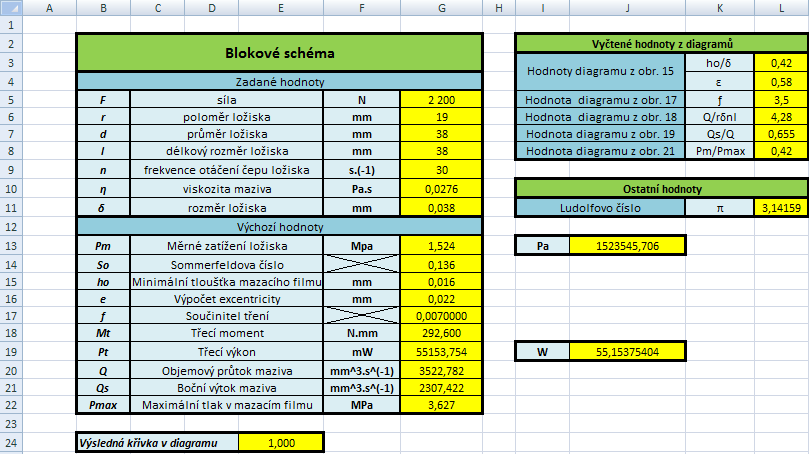 A B C D E F G H I J K L
1
2 Vyčtené hodnoty z diagramů
Blokové schéma
3 Hodnoty diagramu z obr. 15 ho/δ 0,42
4 Zadané hodnoty ε 0,58
5 F síla N 2 200 Hodnota diagramu z obr. 17 ƒ 3,5
6 r poloměr ložiska mm 19 Hodnota diagramu z obr. 18 Q/rδnl 4,28
7 d průměr ložiska mm 38 Hodnota diagramu z obr. 19 Qs/Q 0,655
8 l délkový rozměr ložiska mm 38 Hodnota diagramu z obr. 21 Pm/Pmax 0,42
9 n frekvence otáčení čepu ložiska s.(-1) 30
10 η viskozita maziva Pa.s 0,0276 Ostatní hodnoty
11 δ rozměr ložiska mm 0,038 Ludolfovo číslo π 3,14159
12 Výchozí hodnoty
13 Pm Měrné zatížení ložiska Mpa 1,524 Pa 1523545,706
14 So Sommerfeldova číslo 0,136
15 ho Minimální tloušťka mazacího filmu mm 0,016
16 e Výpočet excentricity mm 0,022
17 f Součinitel tření 0,0070000
18 Mt Třecí moment N.mm 292,600
19 Pt Třecí výkon mW 55153,754 W 55,15375404
20 Q Objemový průtok maziva mm^3.s^(-1) 3522,782
21 Qs Boční výtok maziva mm^3.s^(-1) 2307,422
22 Pmax Maximální tlak v mazacím filmu MPa 3,627
23
24 Výsledná křívka v diagramu 1,000